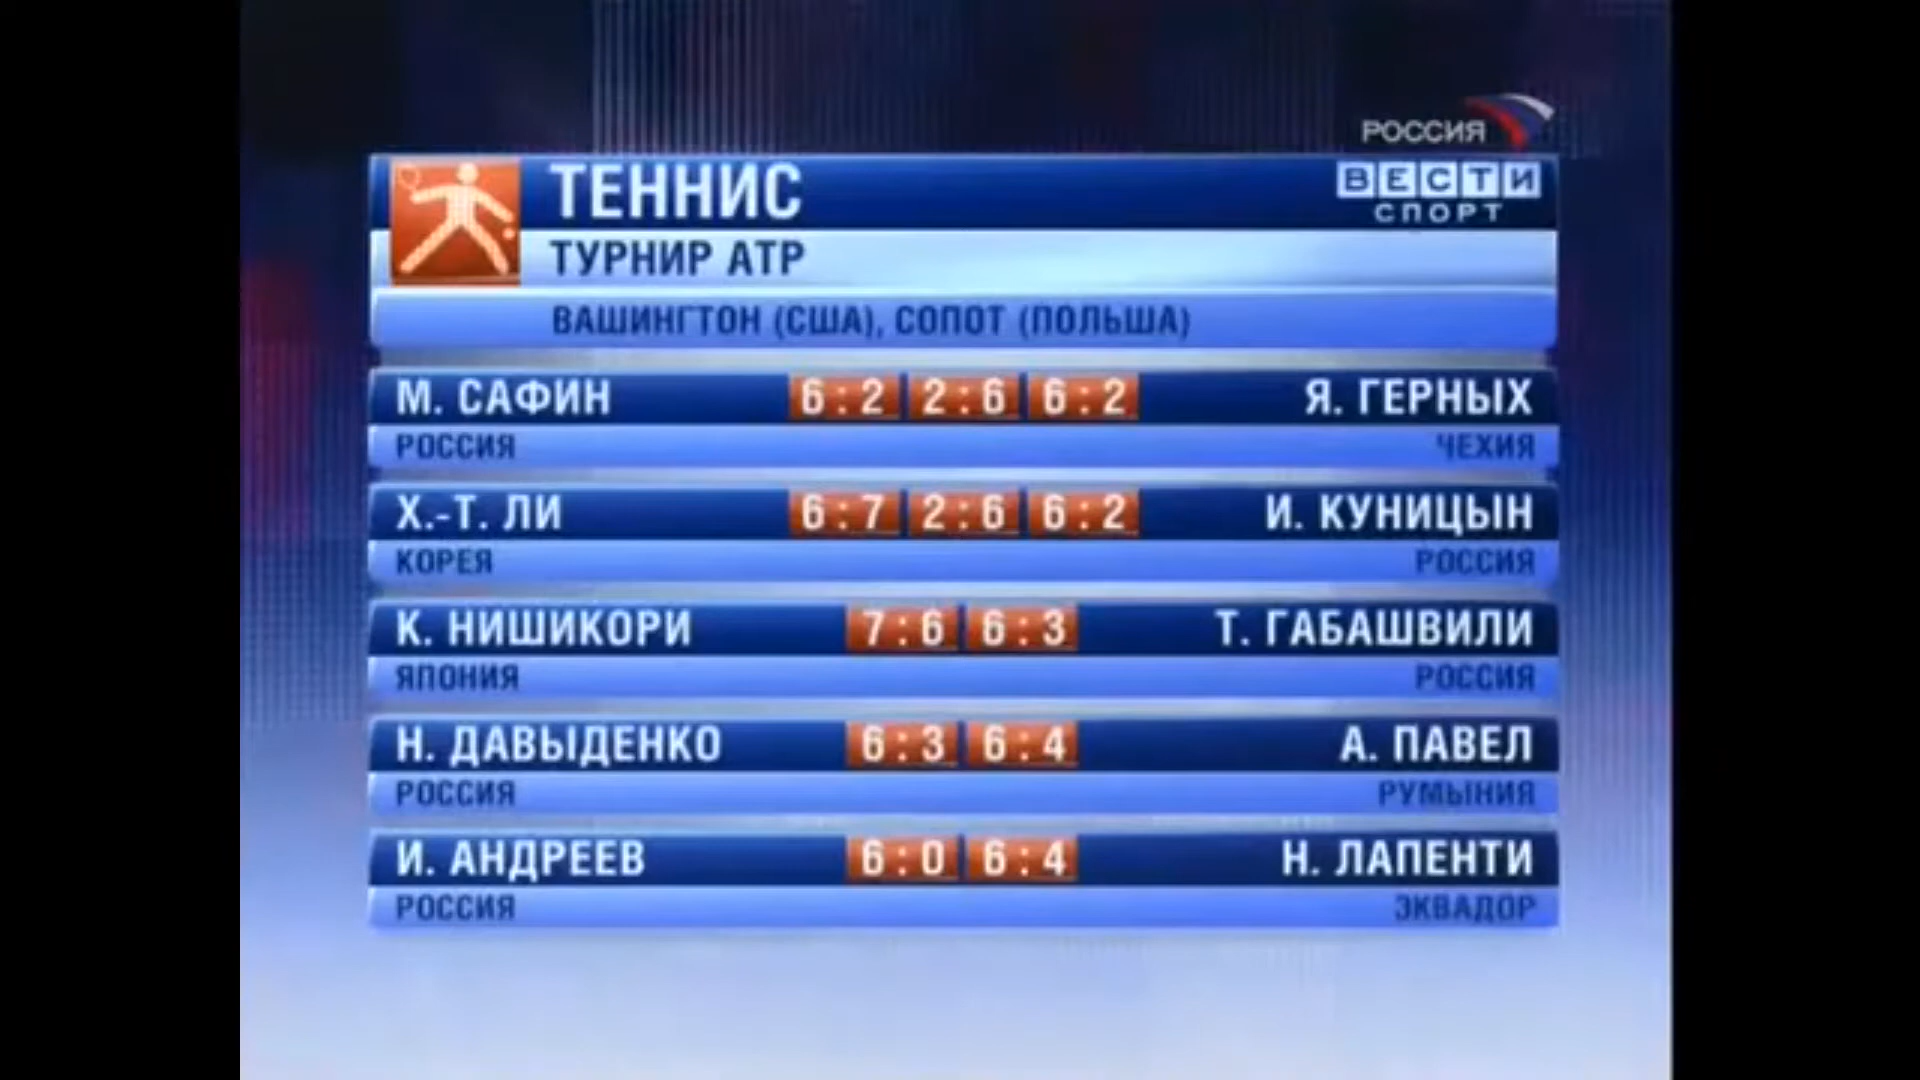 РОССИЯ
ТЕННИС
ВЕСТИ
СПОРТ
ТУРНИР АТР
ВАШИНГТОН (США), СОПОТ (ПОЛЬША)
М. САФИН 6:2 2:6 6:2 Я. ГЕРНЫХ
РОССИЯ ЧЕХИЯ
Х.-Т. ЛИ 6:7 2:6 6:2 И. КУНИЦЫН
КОРЕЯ РОССИЯ
К. НИШИКОРИ 7:6 6:3 Т. ГАБАШВИЛИ
ЯПОНИЯ РОССИЯ
Н. ДАВЫДЕНКО 6:3 6:4 А. ПАВЕЛ
РОССИЯ РУМЫНИЯ
И. АНДРЕЕВ 6:0 6:4 Н. ЛАПЕНТИ
РОССИЯ ЭКВАДОР